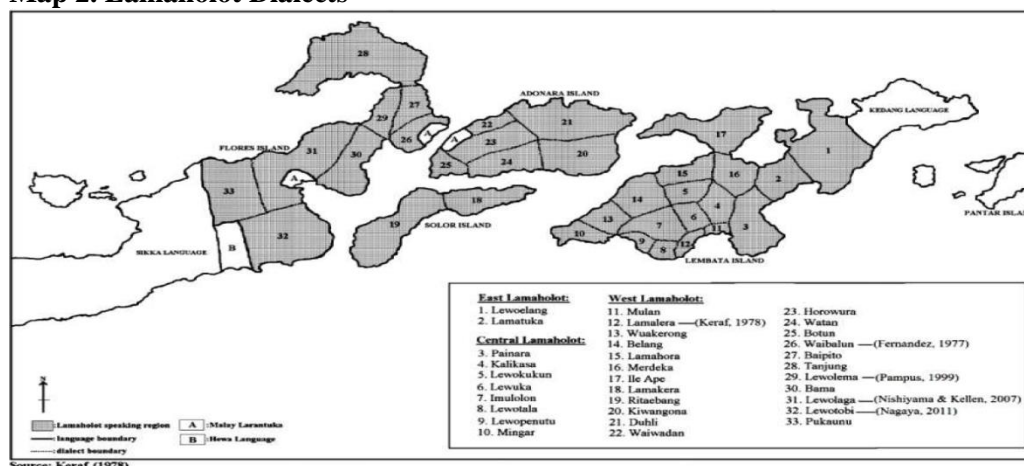 Map 2. Lamaholot Dialects
ADONARA ISLAND
KEDANG LANGUAGE
FLORES ISLAND
SOLOR ISLAND
SIKKA LANGUAGE
LEMBATA ISLAND
PANTAR ISLAN
28
27
29
26
A
A
22
21
23
20
24
25
31
30
33
A
32
B
19
18
17
1
2
15
16
14
5
4
13
7
6
11
3
10
9
8
12
East Lamaholot:
1. Lewoelang
2. Lamatuka
Central Lamaholot:
3. Painara
4. Kalikasa
5. Lewokukun
6. Lewuka
7. Imulolon
8. Lewotala
9. Lewopenutu
10. Mingar
West Lamaholot:
11. Mulan
12. Lamalera —(Keraf, 1978)
13. Wuakerong
14. Belang
15. Lamahora
16. Merdeka
17. Ile Ape
18. Lamakera
19. Ritaebang
20. Kiwangona
21. Duhli
22. Waiwadan
23. Horowura
24. Watan
25. Botun
26. Waibalun —(Fernandez, 1977)
27. Baipito
28. Tanjung
29. Lewolema —(Pampus, 1999)
30. Bama
31. Lewolaga —(Nishiyama & Kellen, 2007)
32. Lewotobi —(Nagaya, 2011)
33. Pukaunu
N
:Lamaholot speaking region
:language boundary
:dialect boundary
A :Malay Larantuka
B :Hewa Language
Source: Keraf (1978)